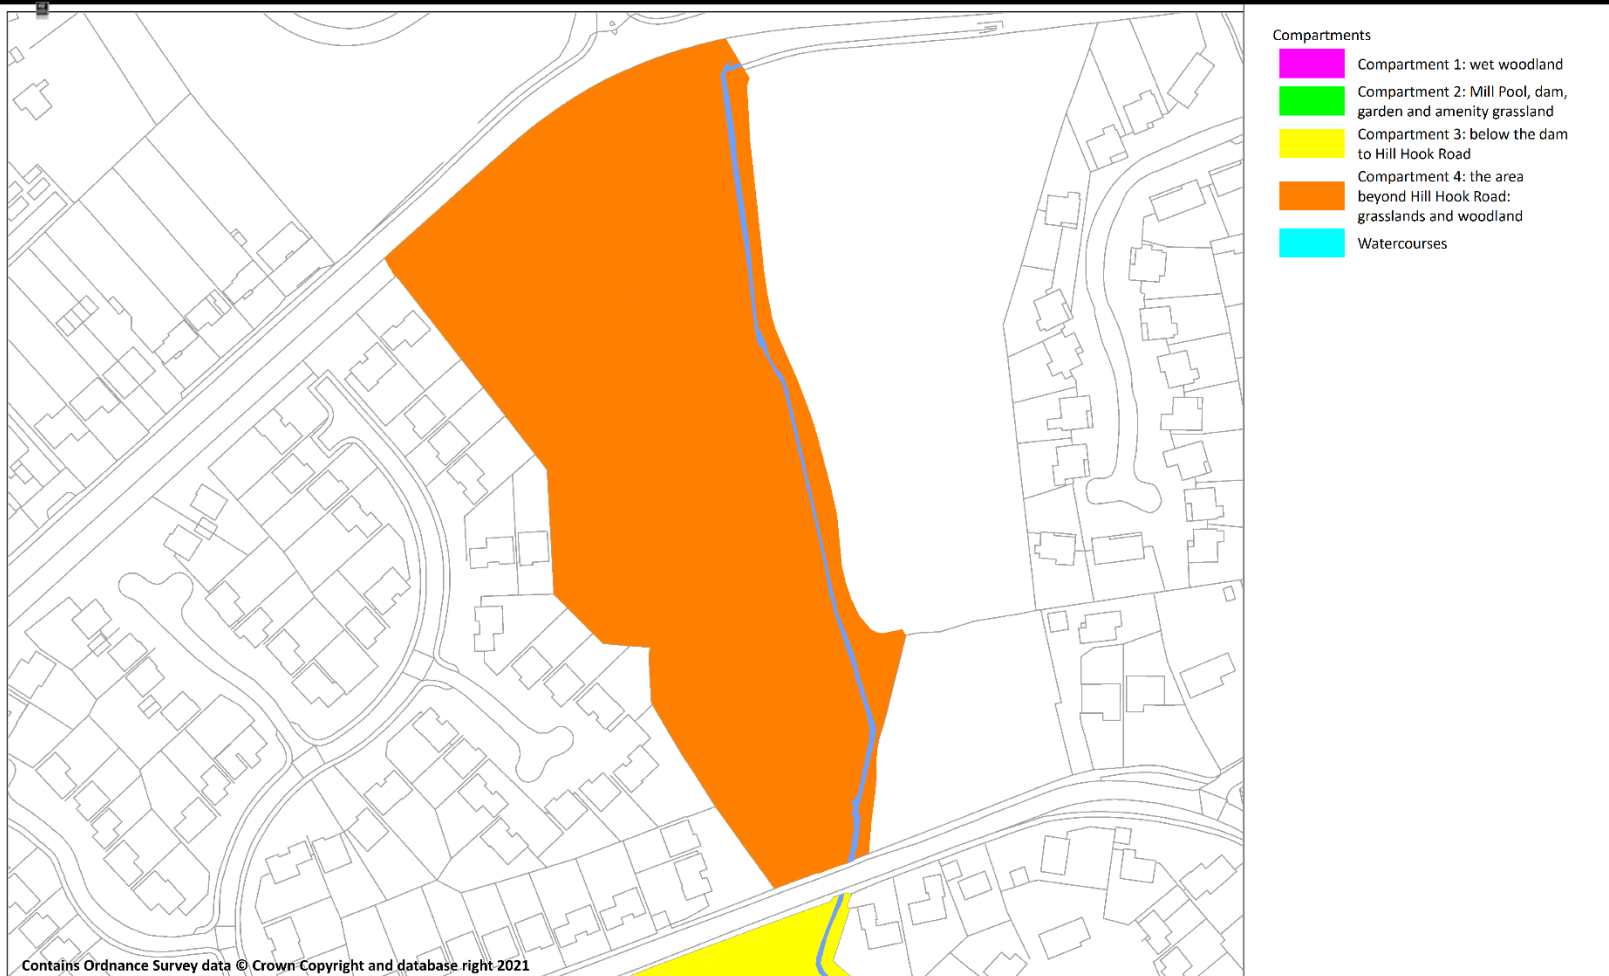 Compartments
Compartment 1: wet woodland
Compartment 2: Mill Pool, dam,
garden and amenity grassland
Compartment 3: below the dam
to Hill Hook Road
Compartment 4: the area
beyond Hill Hook Road:
grasslands and woodland
Watercourses
Contains Ordnance Survey data © Crown Copyright and database right 2021